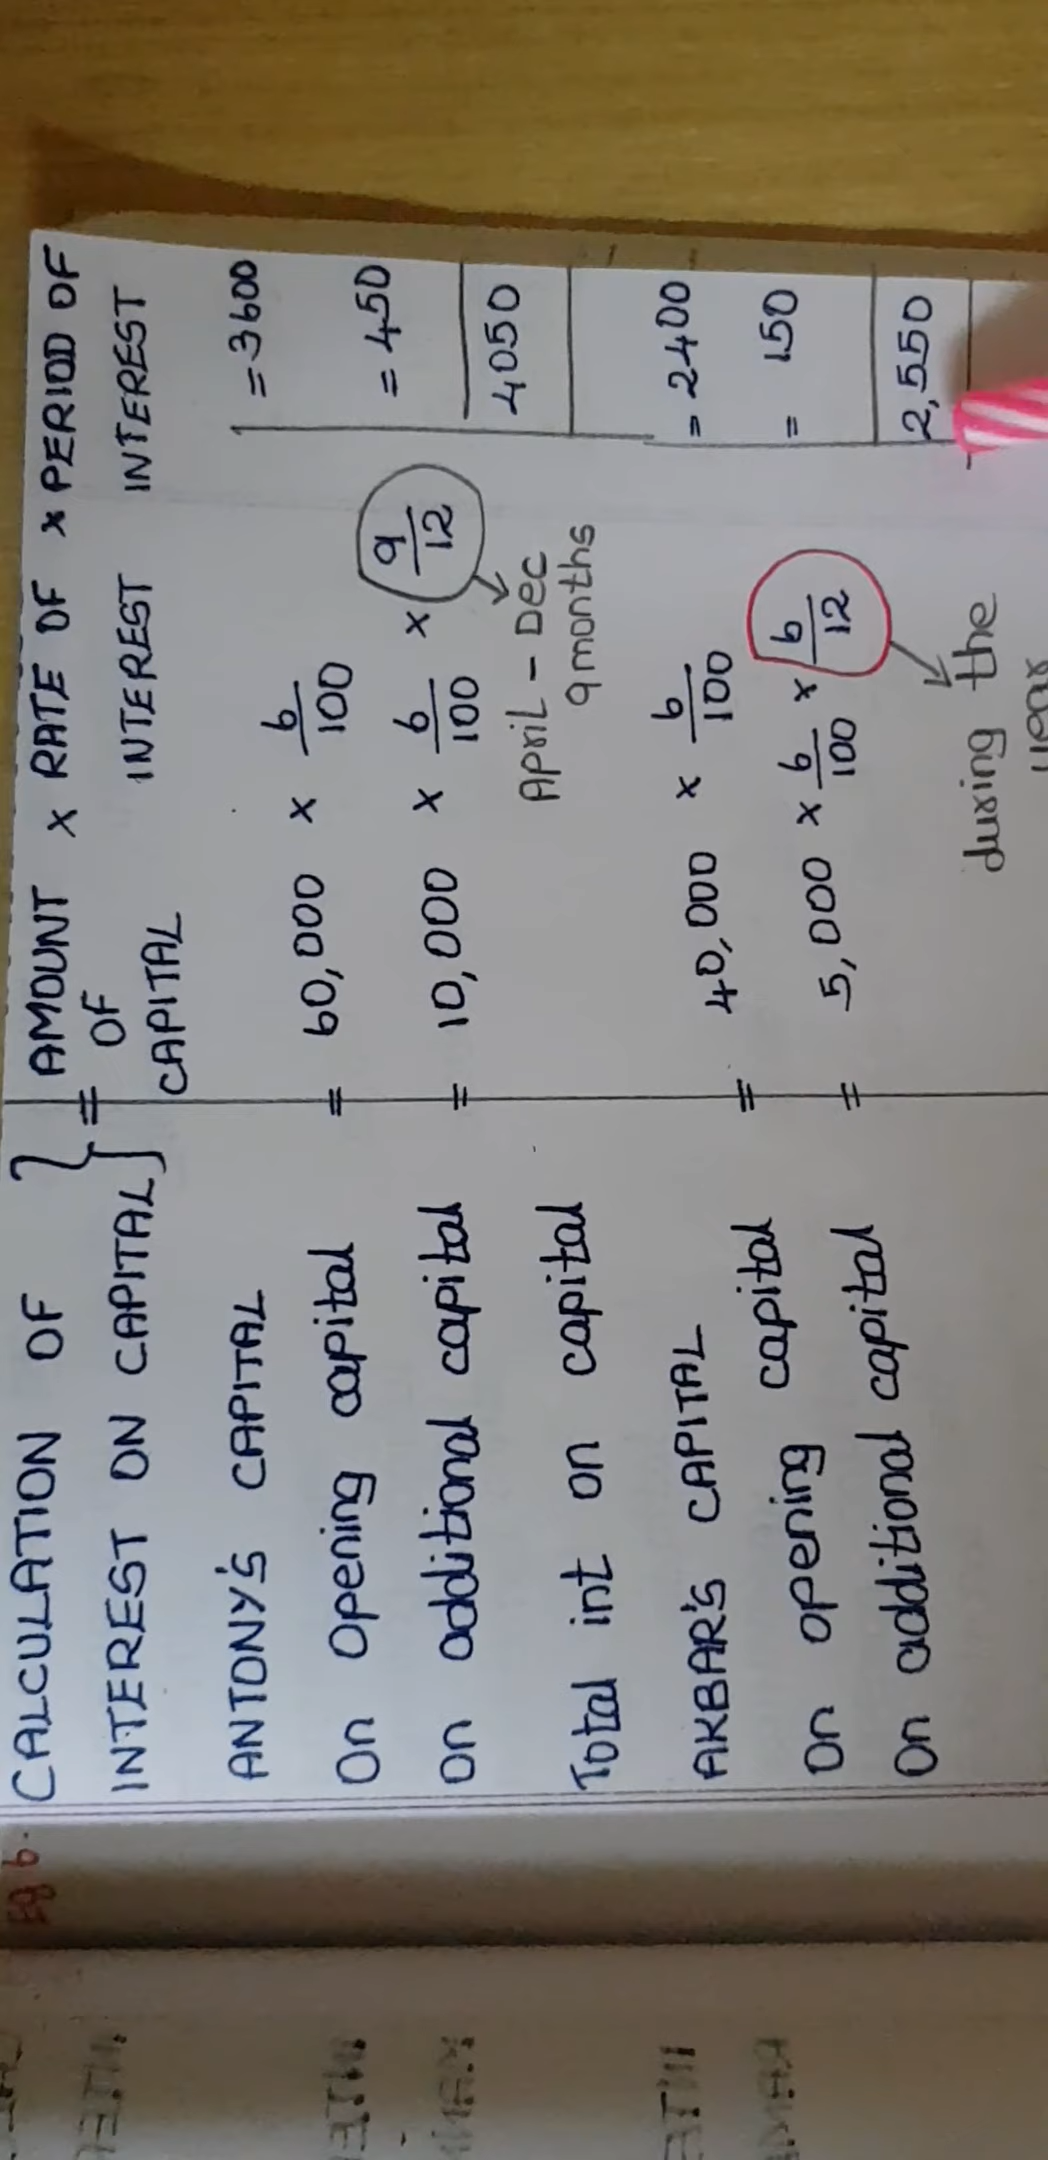 Eg 6.
CALCULATION OF } = AMOUNT × RATE OF × PERIOD OF
INTEREST ON CAPITAL] OF INTEREST INTEREST
CAPITAL
ANTONY'S CAPITAL
On opening capital = 60,000 × 6/100 = 3600
On additional capital = 10,000 × 6/100 × 9/12 = 450
April - Dec
9 months
Total int on capital 4050
AKBAR'S CAPITAL
On opening capital = 40,000 × 6/100 = 2400
On additional capital = 5,000 × 6/100 × 6/12 = 150
2,550
during the
year